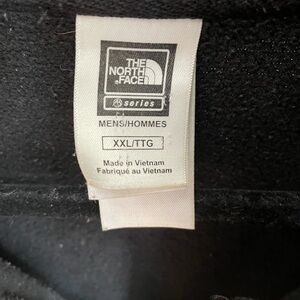 THE
NORTH
FACE
series
MENS/HOMMES
XXL/TTG
Made in Vietnam
Fabriqué au Vietnam